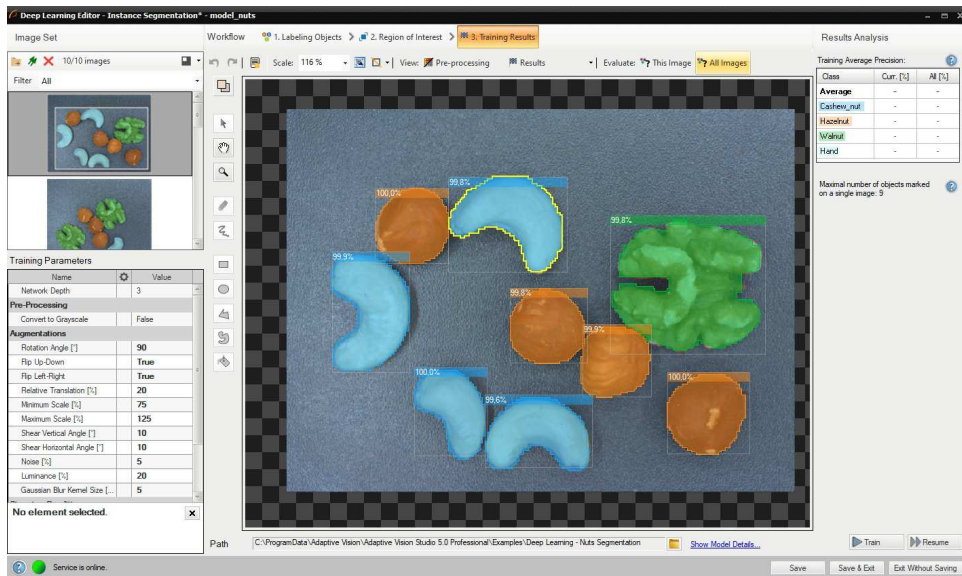 Deep Learning Editor - Instance Segmentation* - model_nuts
Image Set
Workflow 1. Labeling Objects 2. Region of Interest 3. Training Results
Results Analysis
10/10 images
Scale: 116 % View: Pre-processing Results Evaluate: This Image All Images
Filter All
Training Average Precision:
Class Curr. [%] All [%]
Average - -
Cashew_nut - -
Hazelnut - -
Walnut - -
Hand - -
Maximal number of objects marked
on a single image: 9
99,8%
100,0%
99,8%
99,9%
99,8%
99,9%
100,0%
100,0%
99,6%
Training Parameters
Name Value
Network Depth 3
Pre-Processing
Convert to Grayscale False
Augmentations
Rotation Angle [°] 90
Flip Up-Down True
Flip Left-Right True
Relative Translation [%] 20
Minimum Scale [%] 75
Maximum Scale [%] 125
Shear Vertical Angle [°] 10
Shear Horizontal Angle [°] 10
Noise [%] 5
Luminance [%] 20
Gaussian Blur Kernel Size [... 5
No element selected.
Path C:\ProgramData\Adaptive Vision\Adaptive Vision Studio 5.0 Professional\Examples\Deep Learning - Nuts Segmentation Show Model Details...
Train Resume
Service is online.
Save Save & Exit Exit Without Saving